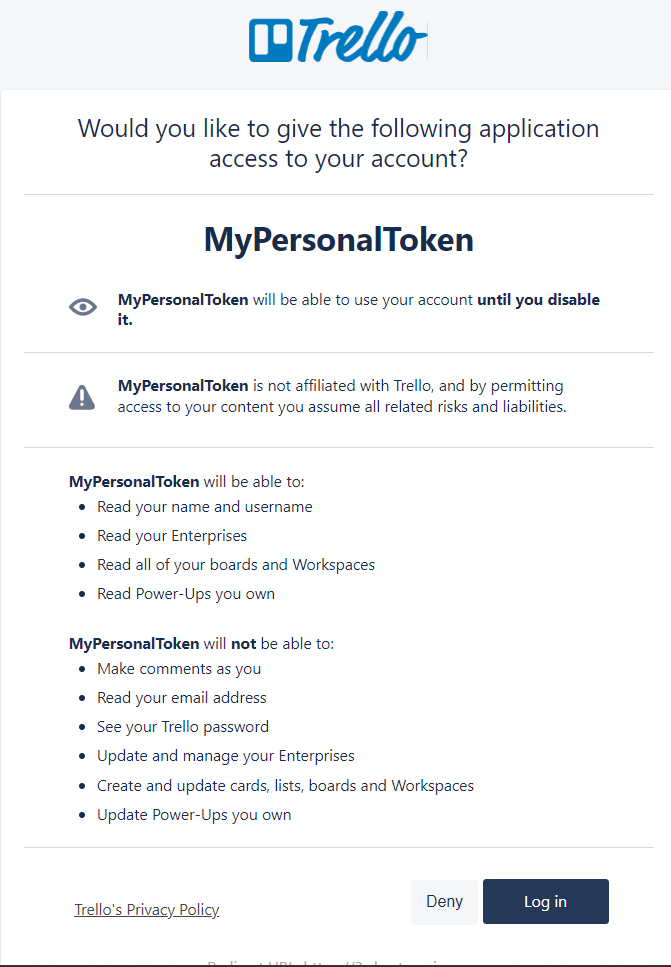 Trello
Would you like to give the following application
access to your account?
MyPersonalToken
MyPersonalToken will be able to use your account until you disable
it.
MyPersonalToken is not affiliated with Trello, and by permitting
access to your content you assume all related risks and liabilities.
MyPersonalToken will be able to:
• Read your name and username
• Read your Enterprises
• Read all of your boards and Workspaces
• Read Power-Ups you own
MyPersonalToken will not be able to:
• Make comments as you
• Read your email address
• See your Trello password
• Update and manage your Enterprises
• Create and update cards, lists, boards and Workspaces
• Update Power-Ups you own
Trello's Privacy Policy
Deny
Log in